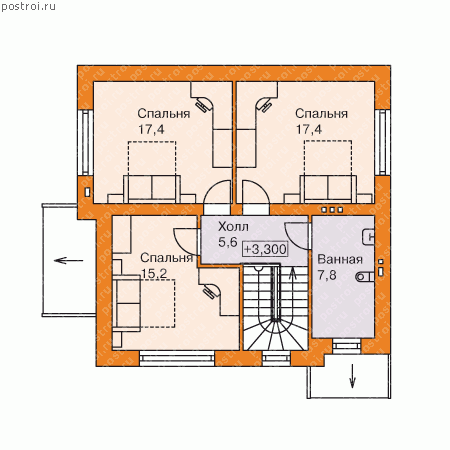 postroi.ru
Спальня
17,4
Спальня
17,4
Холл
5,6
+3,300
Спальня
15,2
Ванная
7,8